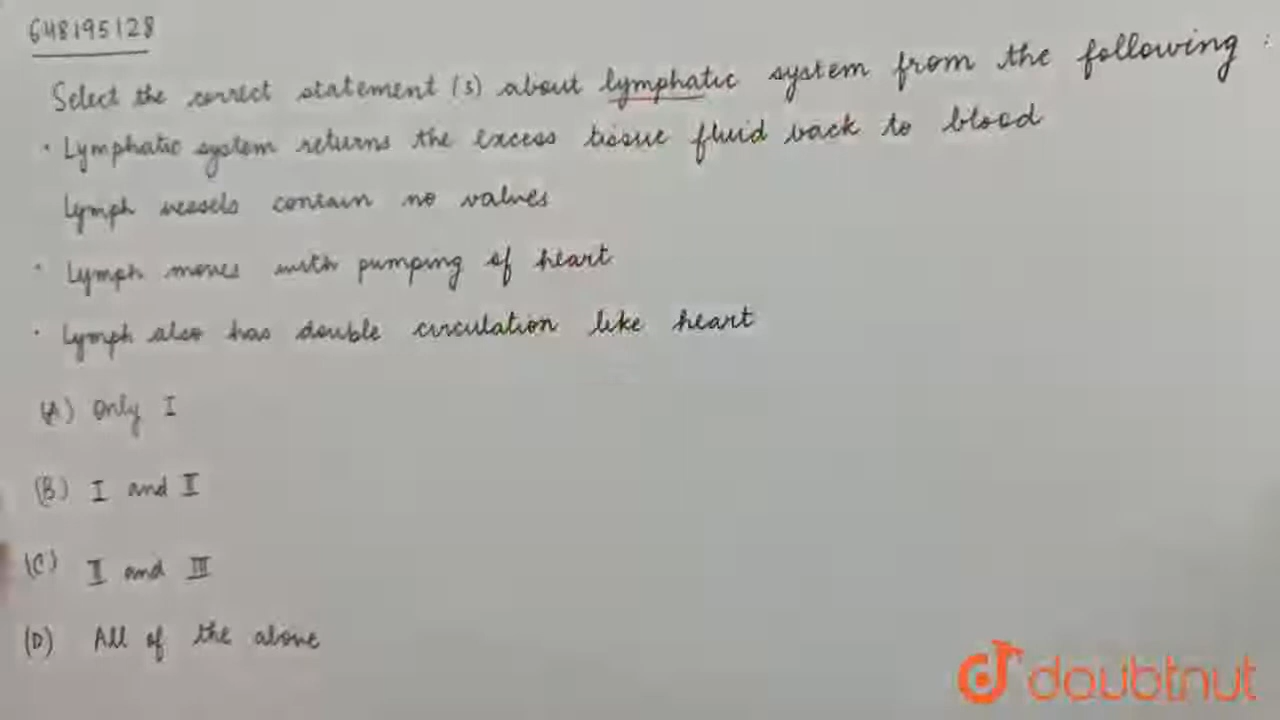 648195128
Select the correct statement (s) about lymphatic system from the following :
• Lymphatic system returns the excess tissue fluid back to blood
Lymph vessels contain no valves
• Lymph moves with pumping of heart
• Lymph also has double circulation like heart
(A) Only I
(B) I and I
(C) II and III
(D) All of the above
doubtnut